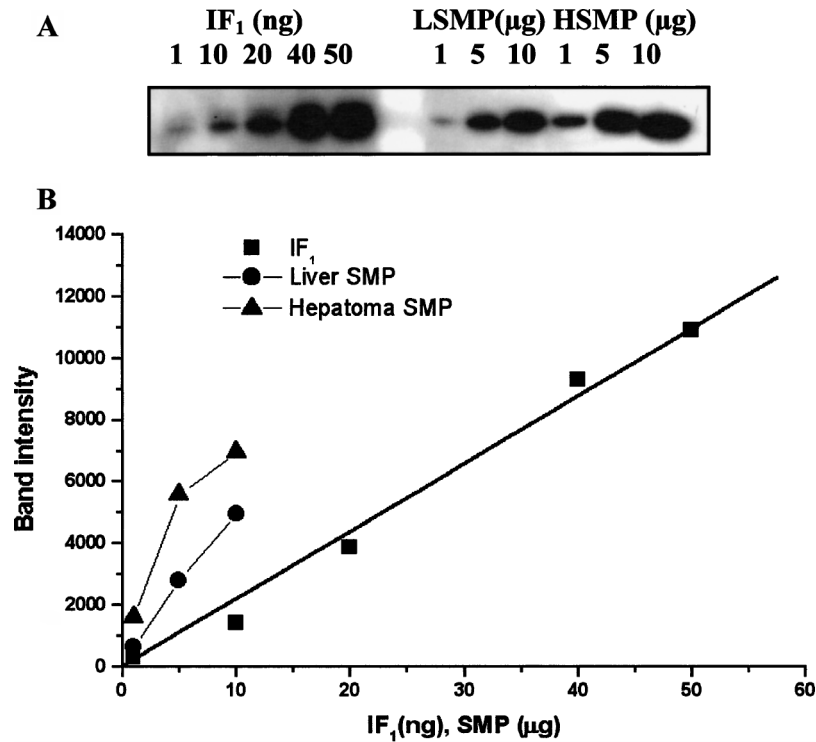 A
IF₁ (ng) LSMP(µg) HSMP (µg)
1 10 20 40 50 1 5 10 1 5 10
B
14000
12000
10000
8000
6000
4000
2000
0
Band intensity
IF₁
Liver SMP
Hepatoma SMP
0 10 20 30 40 50 60
IF₁(ng), SMP (µg)